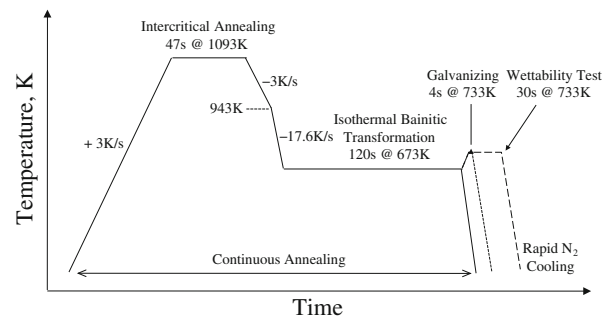 Intercritical Annealing
47s @ 1093K
−3K/s
Galvanizing
4s @ 733K
Wettability Test
30s @ 733K
943K
Isothermal Bainitic
Transformation
120s @ 673K
−17.6K/s
+ 3K/s
Temperature, K
Continuous Annealing
Rapid N₂
Cooling
Time